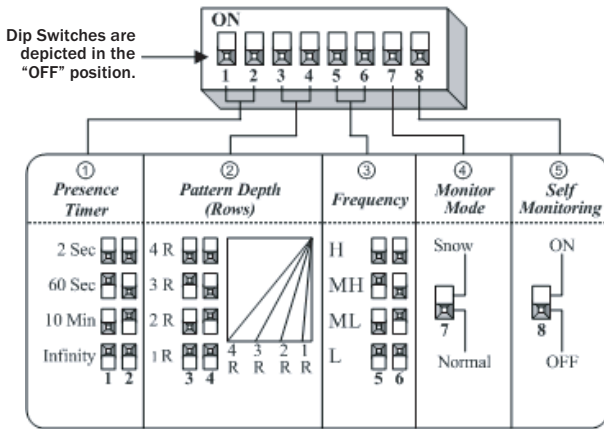 ON
Dip Switches are
depicted in the
“OFF” position.
1 2 3 4 5 6 7 8
① ② ③ ④ ⑤
Presence
Timer
2 Sec
60 Sec
10 Min
Infinity
1 2
Pattern Depth
(Rows)
4 R
3 R
2 R
1 R
3 4
4 3 2 1
R R R R
Frequency
H
MH
ML
L
5 6
Monitor
Mode
Snow
7
Normal
Self
Monitoring
ON
8
OFF